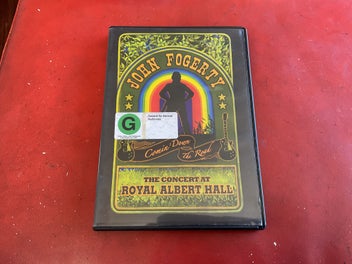 JOHN FOGERTY
G
Comin' Down The Road
THE CONCERT AT
ROYAL ALBERT HALL